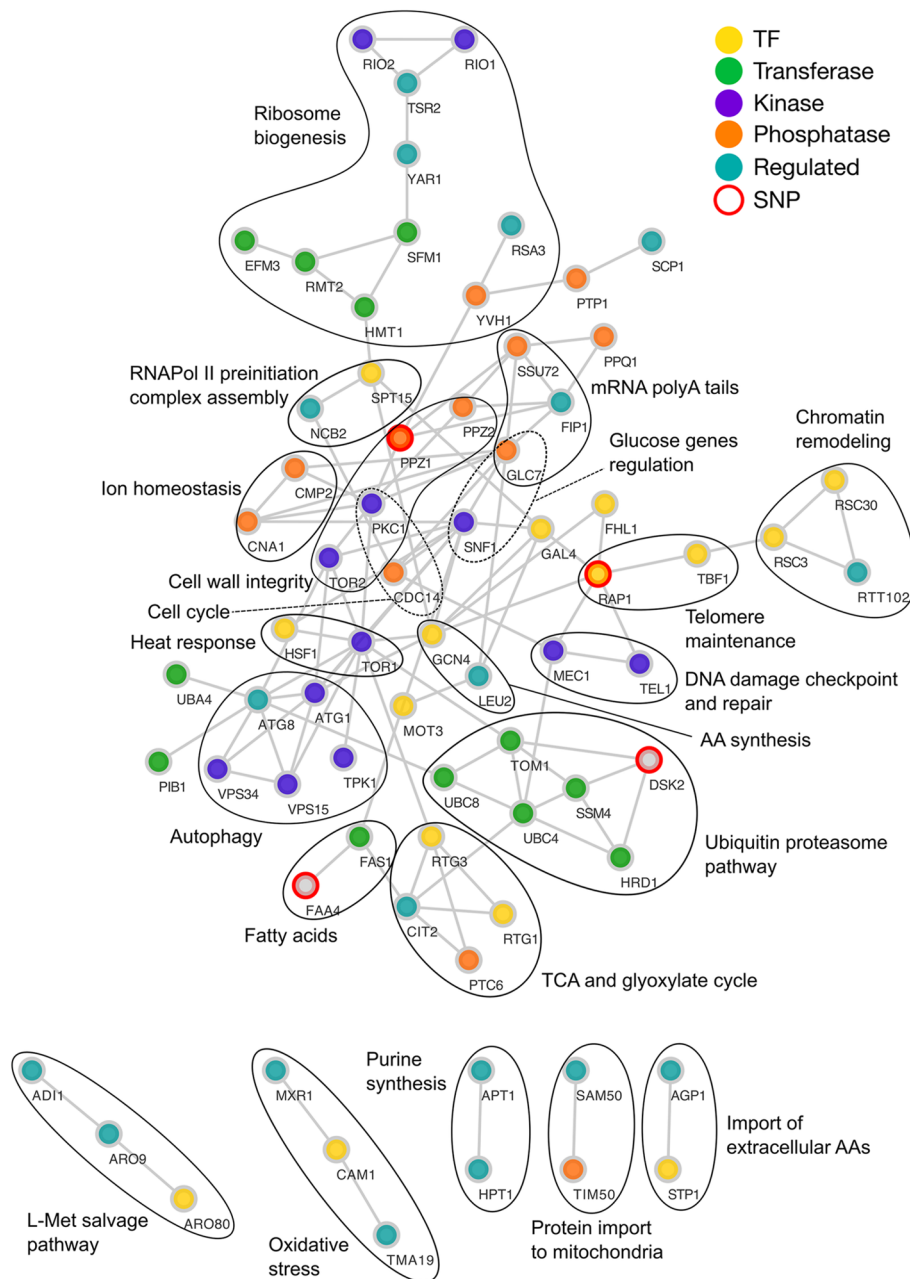 TF
Transferase
Kinase
Phosphatase
Regulated
SNP
RIO2
RIO1
Ribosome
biogenesis
TSR2
YAR1
EFM3
RMT2
SFM1
RSA3
SCP1
HMT1
YVH1
PTP1
RNAPol II preinitiation
complex assembly
SPT15
NCB2
SSU72
PPQ1
mRNA polyA tails
FIP1
PPZ2
PPZ1
GLC7
Glucose genes
regulation
Chromatin
remodeling
RSC30
RSC3
RTT102
Ion homeostasis
CMP2
CNA1
PKC1
SNF1
GAL4
FHL1
TBF1
RAP1
Telomere
maintenance
Cell wall integrity
TOR2
CDC14
Cell cycle
Heat response
HSF1
TOR1
GCN4
LEU2
MEC1
TEL1
DNA damage checkpoint
and repair
AA synthesis
UBA4
ATG8
ATG1
MOT3
PIB1
VPS34
VPS15
TPK1
Autophagy
TOM1
DSK2
UBC8
SSM4
UBC4
HRD1
Ubiquitin proteasome
pathway
FAS1
FAA4
Fatty acids
RTG3
CIT2
RTG1
PTC6
TCA and glyoxylate cycle
ADI1
ARO9
ARO80
L-Met salvage
pathway
MXR1
CAM1
TMA19
Oxidative
stress
Purine
synthesis
APT1
HPT1
SAM50
TIM50
Protein import
to mitochondria
AGP1
STP1
Import of
extracellular AAs